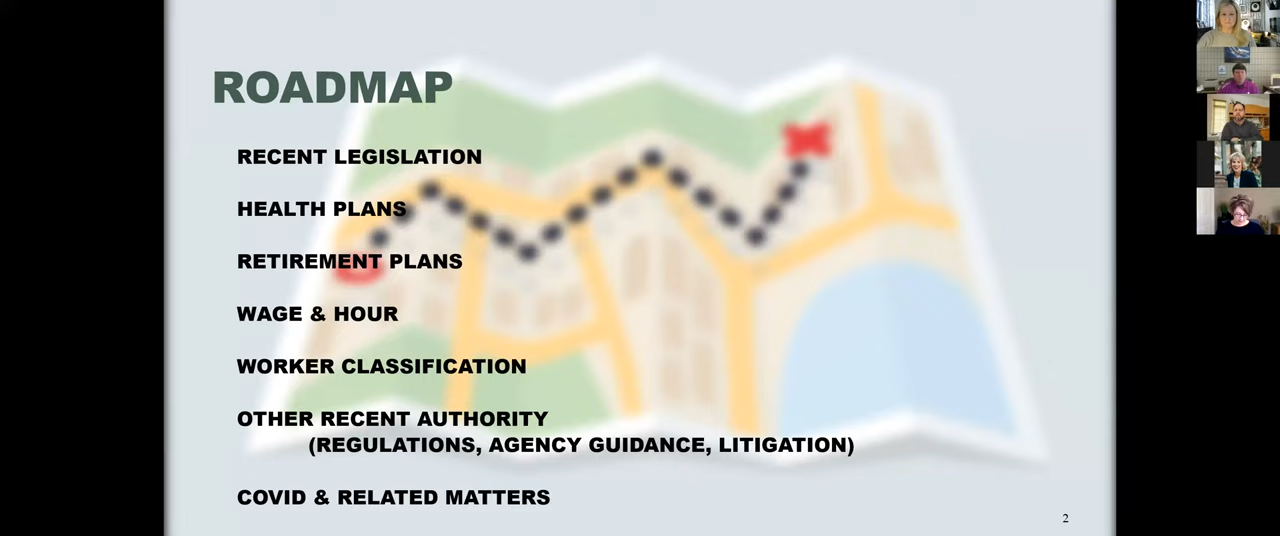 ROADMAP
RECENT LEGISLATION
HEALTH PLANS
RETIREMENT PLANS
WAGE & HOUR
WORKER CLASSIFICATION
OTHER RECENT AUTHORITY
(REGULATIONS, AGENCY GUIDANCE, LITIGATION)
COVID & RELATED MATTERS
2